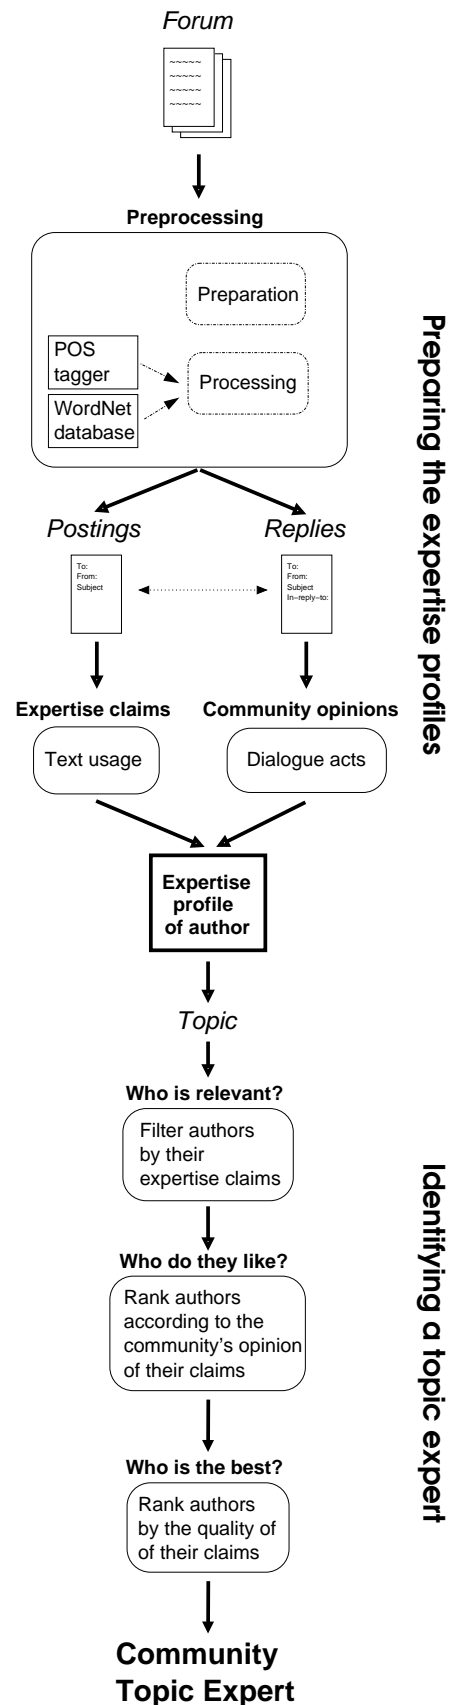 Forum
~~~~~
~~~~~
~~~~~
~~~~~
Preprocessing
Preparation
POS
tagger
Processing
WordNet
database
Preparing the expertise profiles
Postings
Replies
To:
From:
Subject
To:
From:
Subject
In-reply-to:
Expertise claims
Community opinions
Text usage
Dialogue acts
Expertise
profile
of author
Topic
Who is relevant?
Filter authors
by their
expertise claims
Who do they like?
Rank authors
according to the
community's opinion
of their claims
Identifying a topic expert
Who is the best?
Rank authors
by the quality of
of their claims
Community
Topic Expert